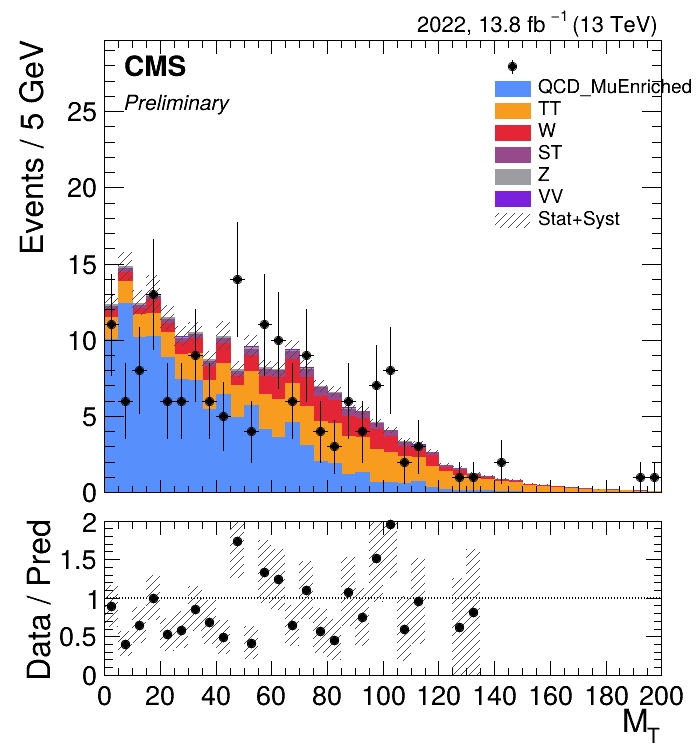 2022, 13.8 fb⁻¹ (13 TeV)
CMS
Preliminary
QCD_MuEnriched
TT
W
ST
Z
VV
Stat+Syst
Events / 5 GeV
25
20
15
10
5
0
Data / Pred
2
1.5
1
0.5
0
0 20 40 60 80 100 120 140 160 180 200
M_T